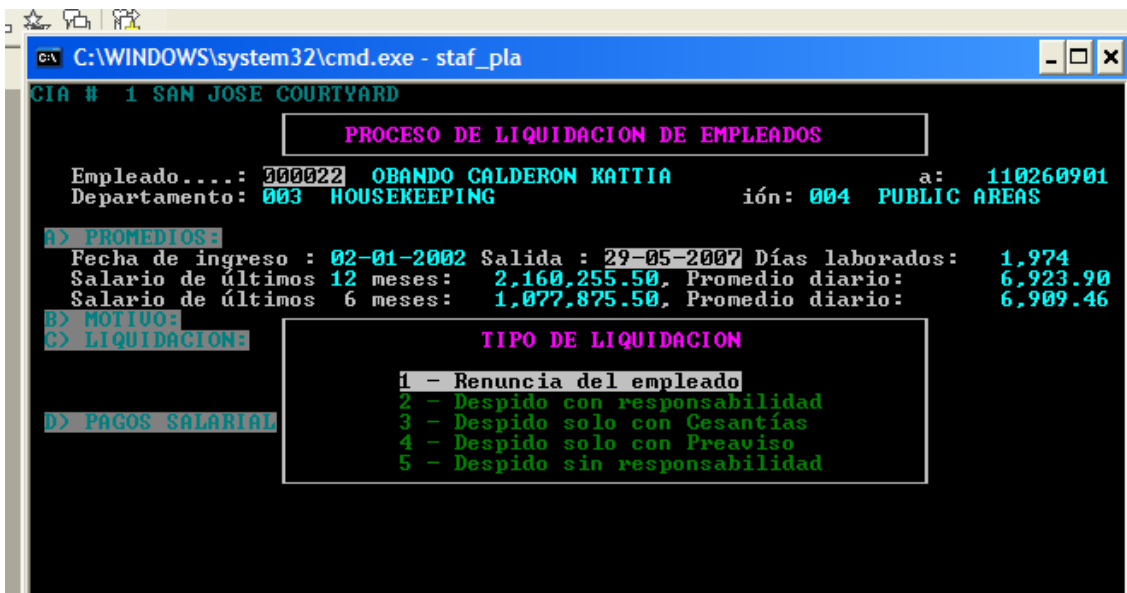 C:\WINDOWS\system32\cmd.exe - staf_pla
CIA # 1 SAN JOSE COURTYARD
PROCESO DE LIQUIDACION DE EMPLEADOS
Empleado....: 000022 OBANDO CALDERON KATTIA a: 110260901
Departamento: 003 HOUSEKEEPING ión: 004 PUBLIC AREAS
A) PROMEDIOS:
Fecha de ingreso : 02-01-2002 Salida : 29-05-2007 Días laborados: 1,974
Salario de últimos 12 meses: 2,160,255.50, Promedio diario: 6,923.90
Salario de últimos 6 meses: 1,077,875.50, Promedio diario: 6,909.46
B) MOTIVO:
C) LIQUIDACION:
TIPO DE LIQUIDACION
1 - Renuncia del empleado
2 - Despido con responsabilidad
3 - Despido solo con Cesantías
4 - Despido solo con Preaviso
5 - Despido sin responsabilidad
D) PAGOS SALARIAL